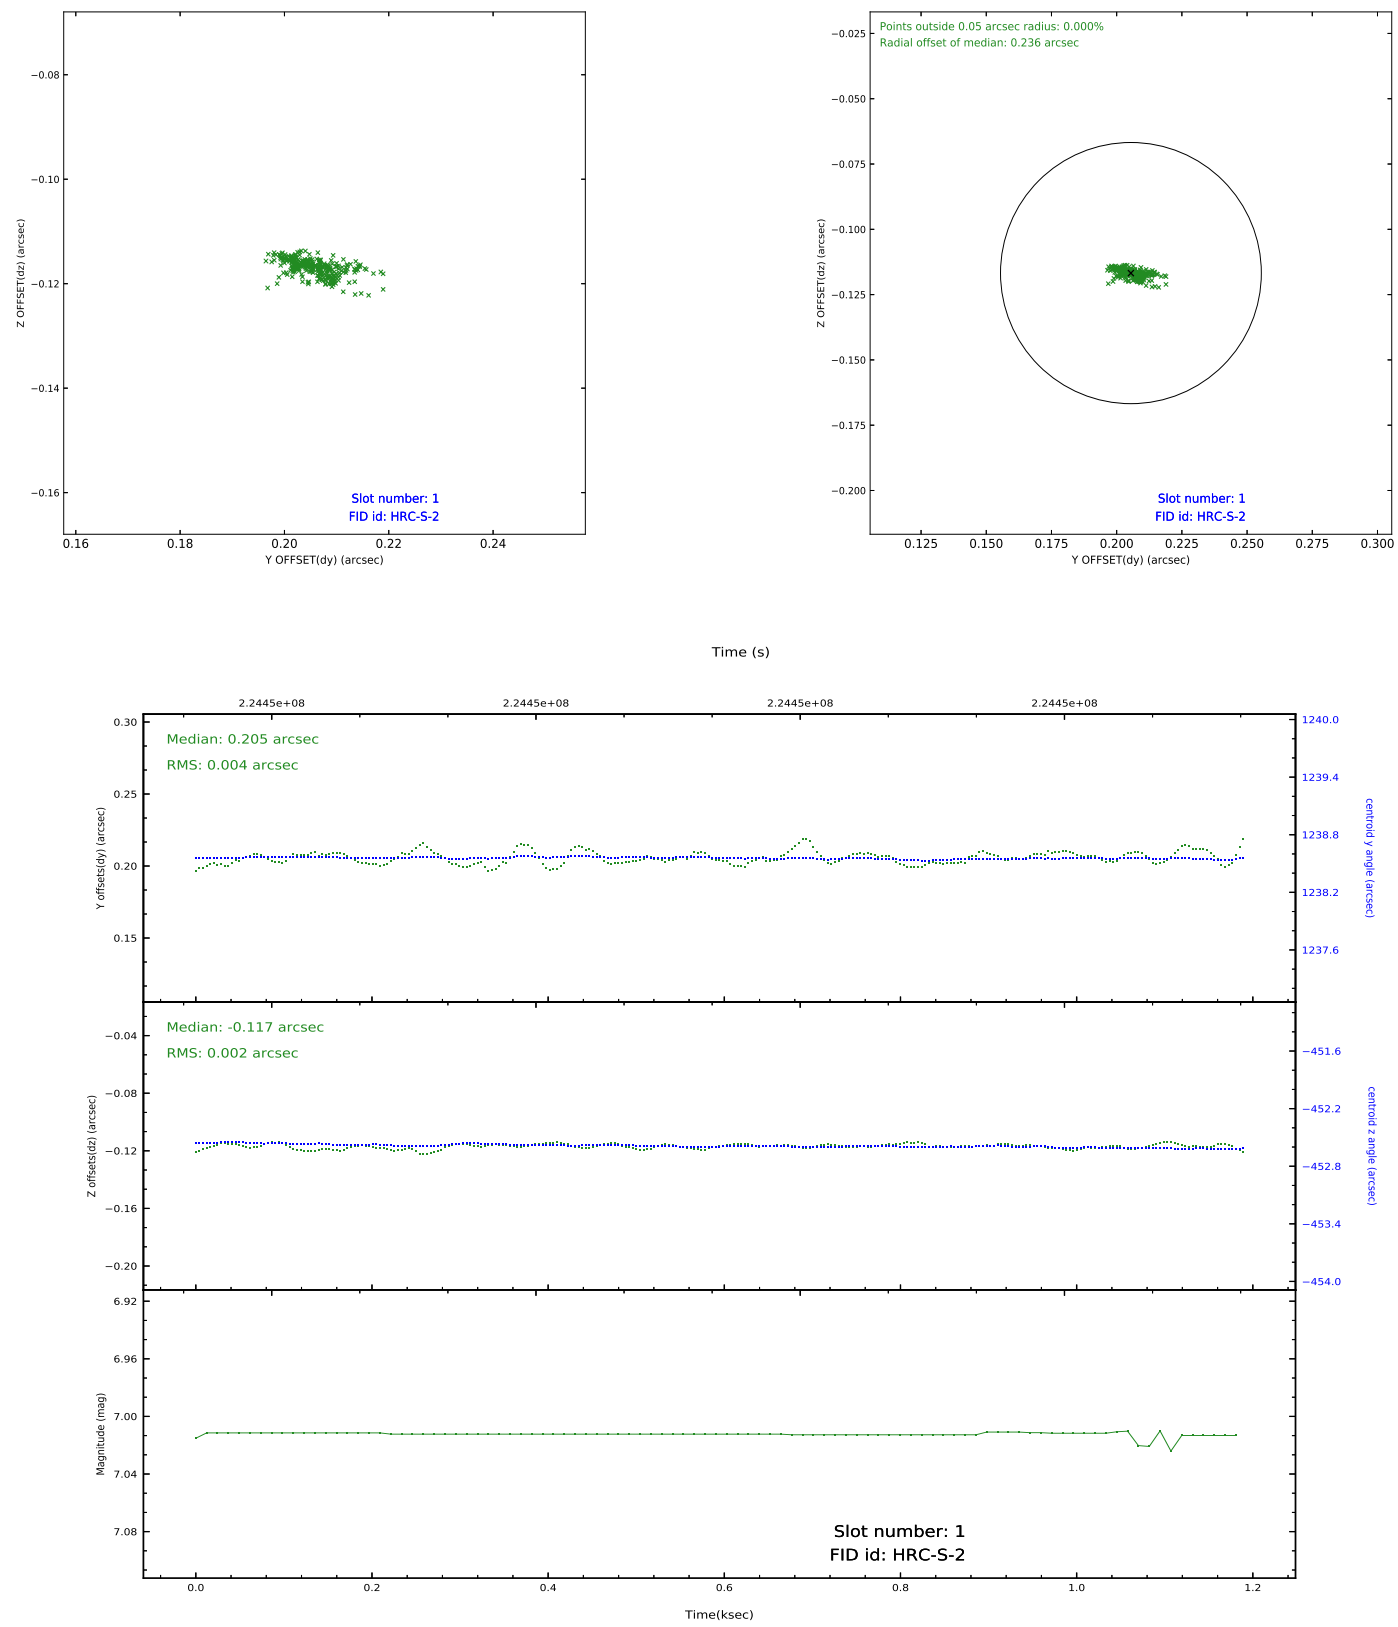 −0.08
−0.10
−0.12
−0.14
−0.16
Z OFFSET(dz) (arcsec)
Slot number: 1
FID id: HRC-S-2
0.16 0.18 0.20 0.22 0.24
Y OFFSET(dy) (arcsec)
Points outside 0.05 arcsec radius: 0.000%
Radial offset of median: 0.236 arcsec
−0.025
−0.050
−0.075
−0.100
−0.125
−0.150
−0.175
−0.200
Z OFFSET(dz) (arcsec)
Slot number: 1
FID id: HRC-S-2
0.125 0.150 0.175 0.200 0.225 0.250 0.275 0.300
Y OFFSET(dy) (arcsec)
Time (s)
2.2445e+08 2.2445e+08 2.2445e+08 2.2445e+08
Median: 0.205 arcsec
RMS: 0.004 arcsec
0.30
0.25
0.20
0.15
Y offsets(dy) (arcsec)
1240.0
1239.4
1238.8
1238.2
1237.6
centroid y angle (arcsec)
Median: -0.117 arcsec
RMS: 0.002 arcsec
−0.04
−0.08
−0.12
−0.16
−0.20
Z offsets(dz) (arcsec)
−451.6
−452.2
−452.8
−453.4
−454.0
centroid z angle (arcsec)
6.92
6.96
7.00
7.04
7.08
Magnitude (mag)
Slot number: 1
FID id: HRC-S-2
0.0 0.2 0.4 0.6 0.8 1.0 1.2
Time(ksec)